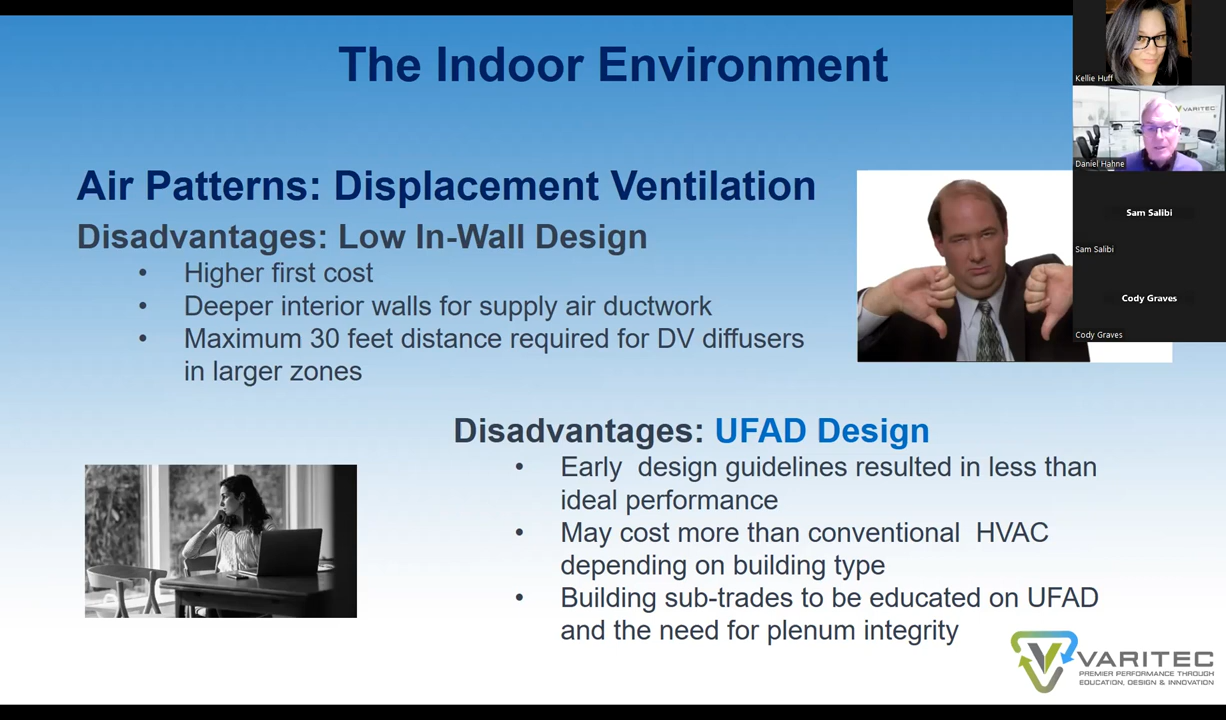 The Indoor Environment
Kellie Huff
VARITEC
Daniel Hahne
Sam Salibi
Sam Salibi
Cody Graves
Cody Graves
Air Patterns: Displacement Ventilation
Disadvantages: Low In-Wall Design
• Higher first cost
• Deeper interior walls for supply air ductwork
• Maximum 30 feet distance required for DV diffusers
in larger zones
Disadvantages: UFAD Design
• Early  design guidelines resulted in less than
ideal performance
• May cost more than conventional  HVAC
depending on building type
• Building sub-trades to be educated on UFAD
and the need for plenum integrity
VARITEC
PREMIER PERFORMANCE THROUGH
EDUCATION, DESIGN & INNOVATION